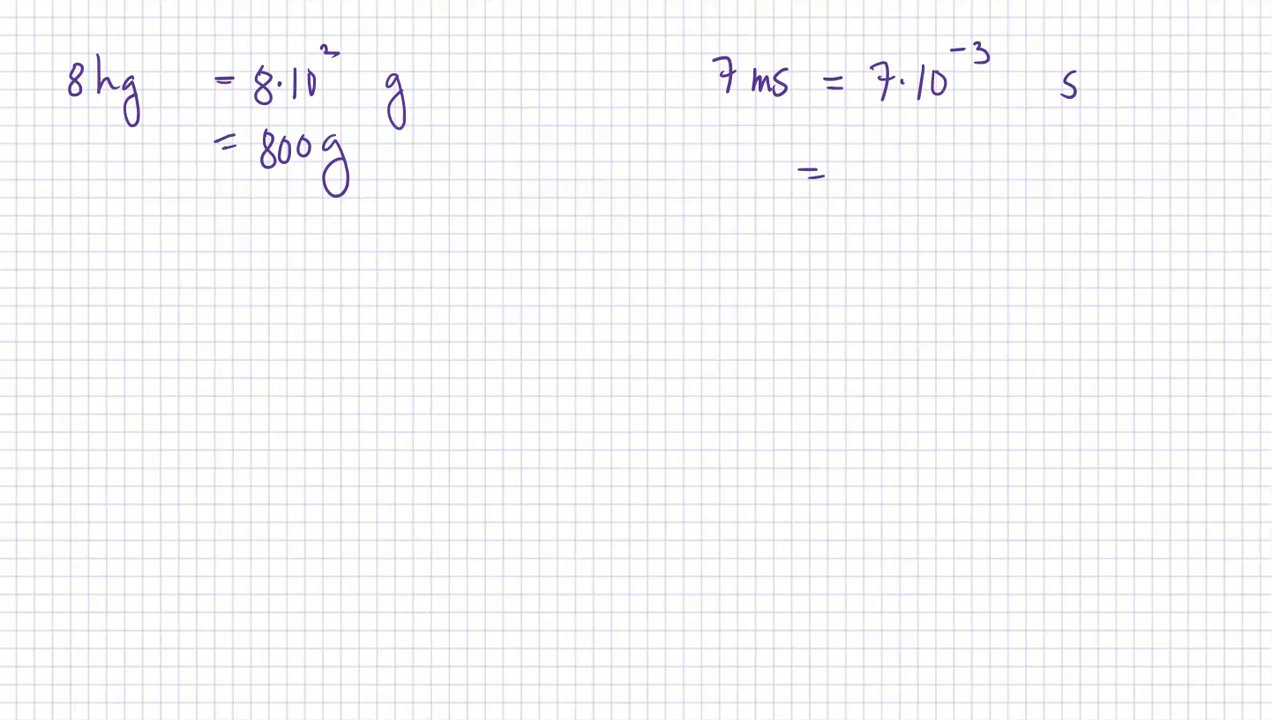 8 hg = 8·10² g
= 800 g
7 ms = 7·10⁻³ s
=